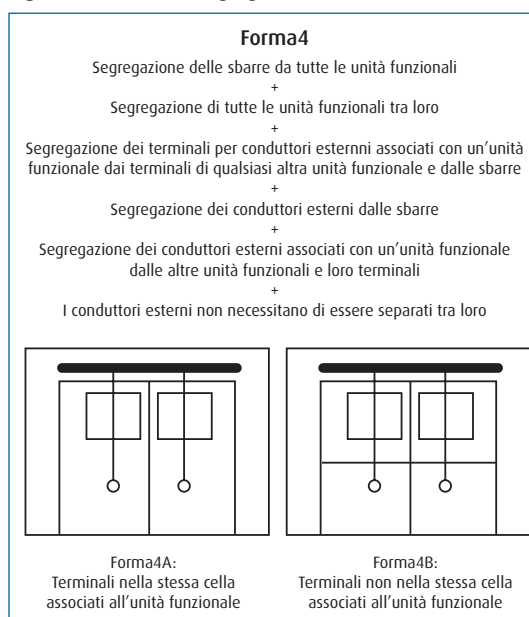 Forma4
Segregazione delle sbarre da tutte le unità funzionali
+
Segregazione di tutte le unità funzionali tra loro
+
Segregazione dei terminali per conduttori esternni associati con un’unità
funzionale dai terminali di qualsiasi altra unità funzionale e dalle sbarre
+
Segregazione dei conduttori esterni dalle sbarre
+
Segregazione dei conduttori esterni associati con un’unità funzionale
dalle altre unità funzionali e loro terminali
+
I conduttori esterni non necessitano di essere separati tra loro
Forma4A:
Terminali nella stessa cella
associati all’unità funzionale
Forma4B:
Terminali non nella stessa cella
associati all’unità funzionale